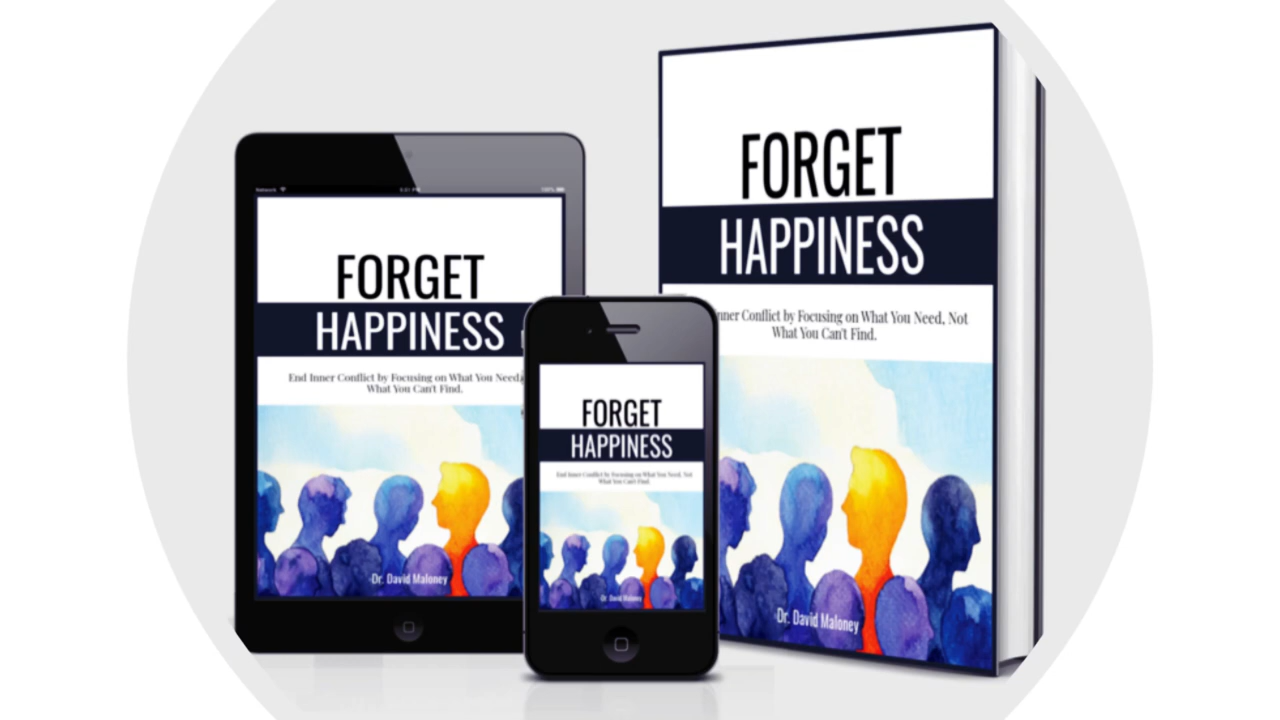 Network
100%
FORGET
HAPPINESS
End Inner Conflict by Focusing on What You Need,
What You Can't Find.
Dr. David Maloney
FORGET
HAPPINESS
End Inner Conflict by Focusing on What You Need, Not
What You Can't Find.
Dr. David Maloney
FORGET
HAPPINESS
nner Conflict by Focusing on What You Need, Not
What You Can't Find.
Dr. David Maloney